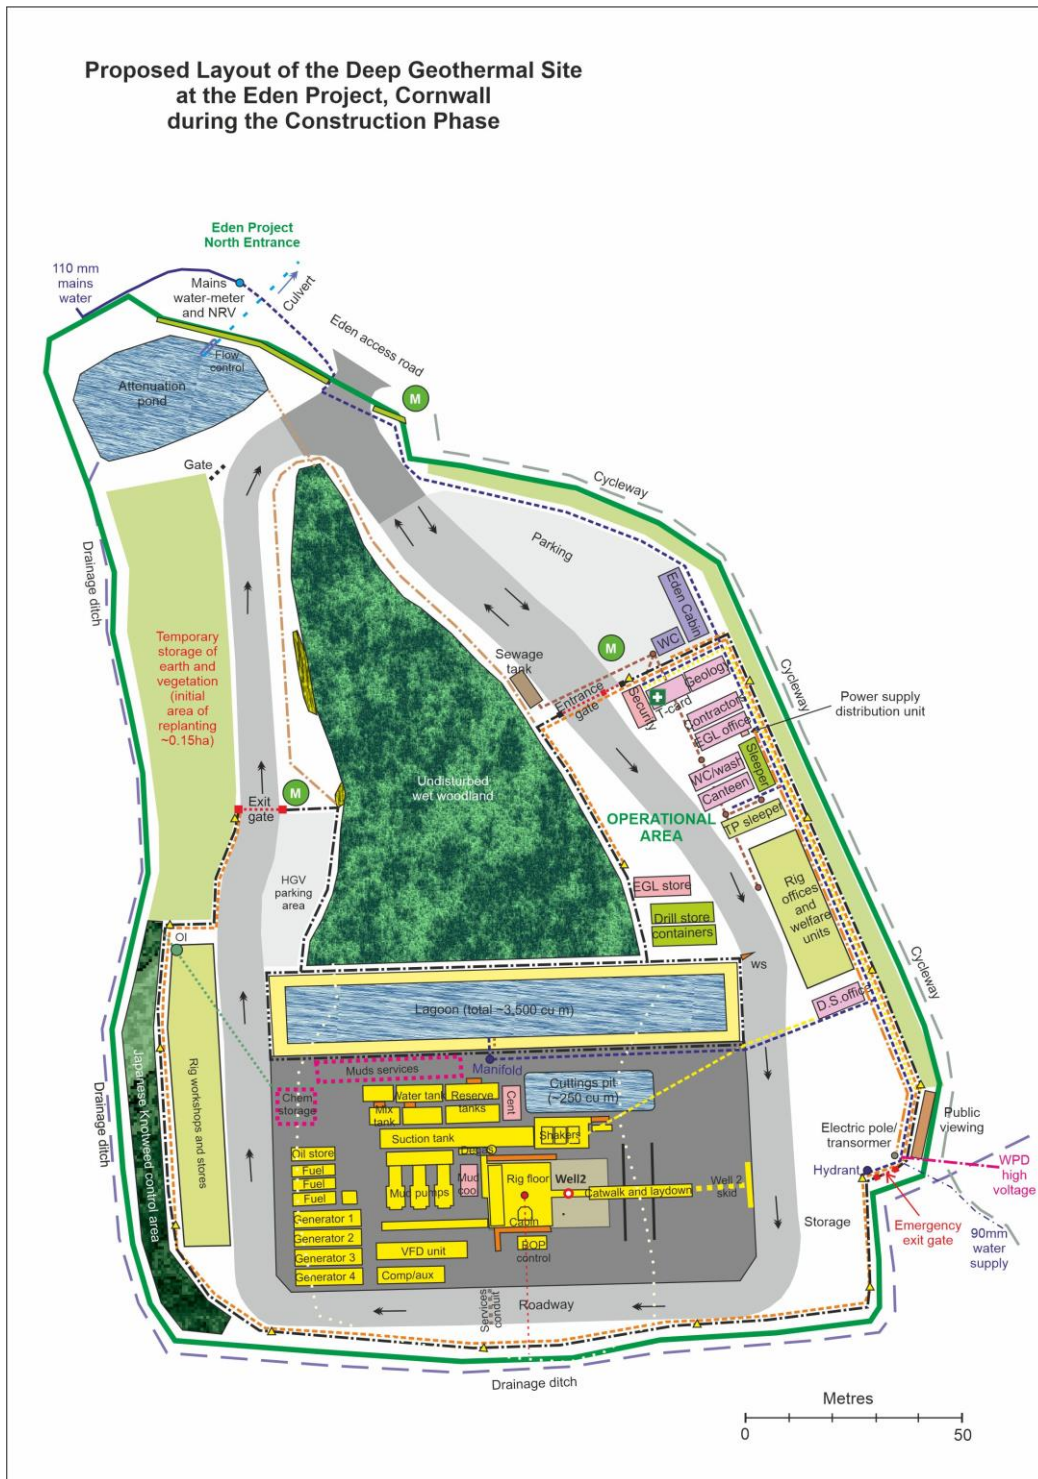 Proposed Layout of the Deep Geothermal Site
at the Eden Project, Cornwall
during the Construction Phase
Eden Project
North Entrance
110 mm
mains
water
Mains
water-meter
and NRV
Culvert
Flow
control
Eden access road
Attenuation
pond
M
Gate
Cycleway
Drainage ditch
Parking
Eden Cabin
WC
M
Sewage
tank
Entrance
gate
Security
T-card
Geology
Cycleway
Temporary
storage of
earth and
vegetation
(initial
area of
replanting
~0.15ha)
Contractors
EGL office
Power supply
distribution unit
Sleeper
WC/wash
Canteen
Undisturbed
wet woodland
M
Exit
gate
OPERATIONAL
AREA
TP sleeper
HGV
parking
area
EGL store
Rig
offices
and
welfare
units
Drill store
containers
OI
ws
Cycleway
D.S.office
Lagoon (total ~3,500 cu m)
Manifold
Muds services
Rig workshops and stores
Japanese Knotweed control area
Drainage ditch
Chem
storage
Water tank
Mix
tank
Reserve
tanks
Cent
Cuttings pit
(~250 cu m)
Suction tank
Shakers
Public
viewing
Electric pole/
transormer
WPD
high
voltage
Hydrant
Oil store
Fuel
Fuel
Fuel
Mud pumps
Mud
cool
Rig floor
Well2
Catwalk and laydown
Well 2
skid
Cabin
Storage
Emergency
exit gate
90mm
water
supply
Generator 1
Generator 2
Generator 3
Generator 4
VFD unit
BOP
control
Comp/aux
Services
conduit
Roadway
Drainage ditch
Metres
0
50